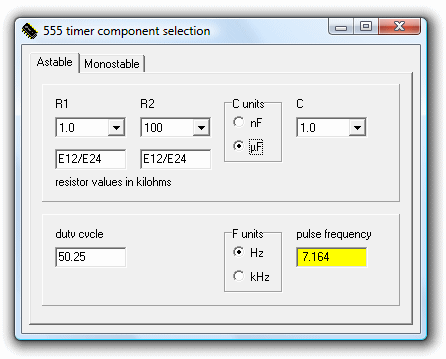 555 timer component selection
Astable Monostable
R1 R2 C units C
1.0 100 nF 1.0
µF
E12/E24 E12/E24
resistor values in kilohms
duty cycle F units pulse frequency
50.25 Hz 7.164
kHz